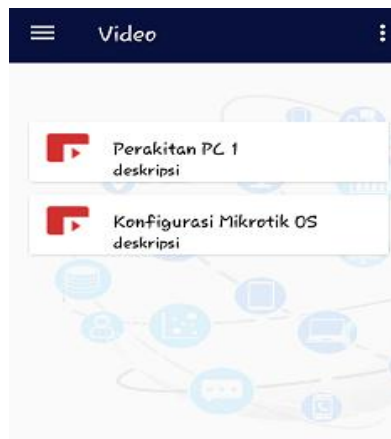 Video
Perakitan PC 1
deskripsi
Konfigurasi Mikrotik OS
deskripsi